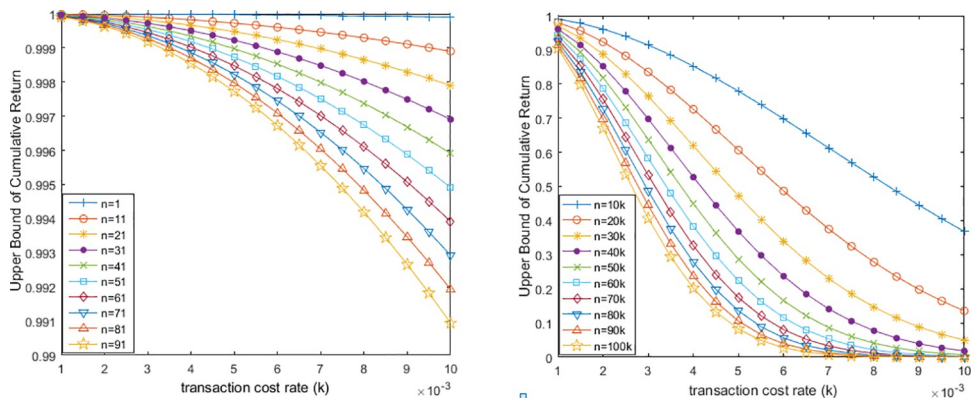 Upper Bound of Cumulative Return
1
0.999
0.998
0.997
0.996
0.995
0.994
0.993
0.992
0.991
0.99
n=1
n=11
n=21
n=31
n=41
n=51
n=61
n=71
n=81
n=91
1 2 3 4 5 6 7 8 9 10
transaction cost rate (k)
×10⁻³
Upper Bound of Cumulative Return
1
0.9
0.8
0.7
0.6
0.5
0.4
0.3
0.2
0.1
0
n=10k
n=20k
n=30k
n=40k
n=50k
n=60k
n=70k
n=80k
n=90k
n=100k
1 2 3 4 5 6 7 8 9 10
transaction cost rate (k)
×10⁻³